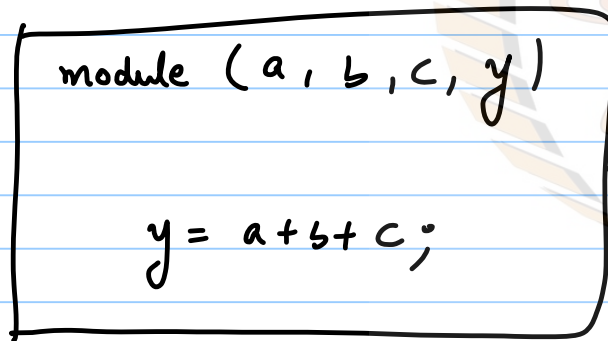 module (a, b, c, y)
y = a+b+c;